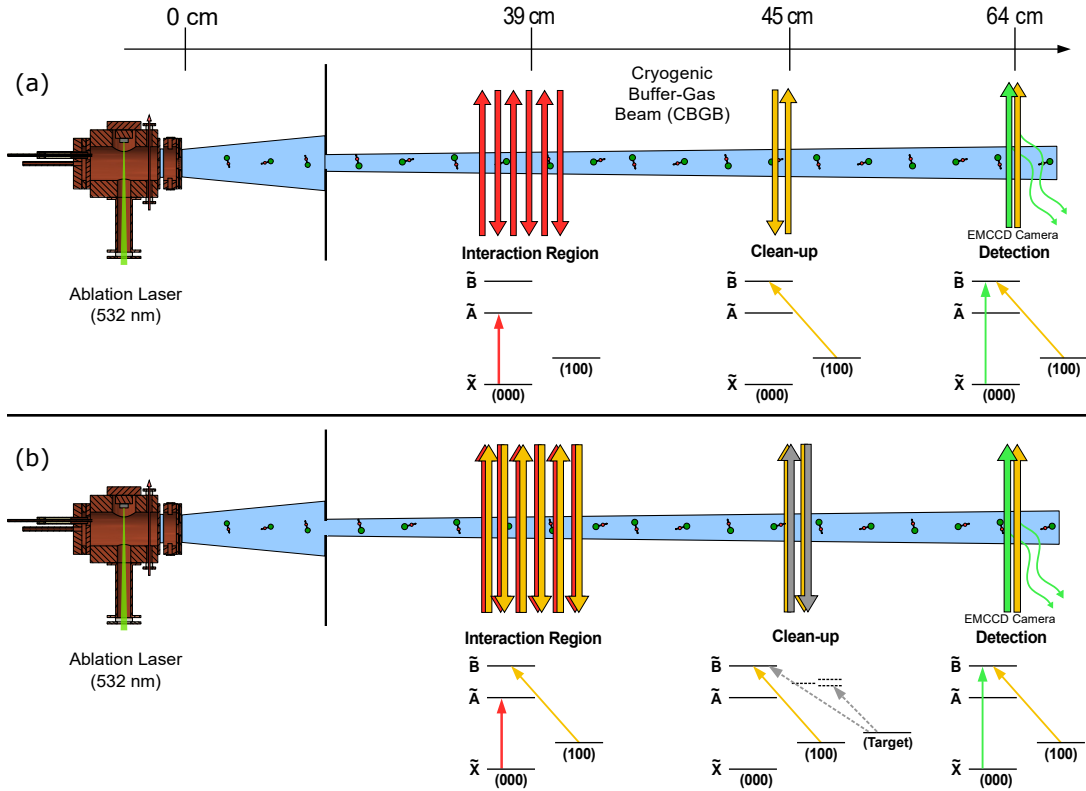 0 cm
39 cm
45 cm
64 cm
(a)
Cryogenic
Buffer-Gas
Beam (CBGB)
EMCCD Camera
Interaction Region
Clean-up
Detection
Ablation Laser
(532 nm)
B̃
Ã
(100)
X̃
(000)
B̃
Ã
(100)
X̃
(000)
B̃
Ã
(100)
X̃
(000)
(b)
EMCCD Camera
Interaction Region
Clean-up
Detection
Ablation Laser
(532 nm)
B̃
Ã
(100)
X̃
(000)
B̃
Ã
(Target)
(100)
X̃
(000)
B̃
Ã
(100)
X̃
(000)